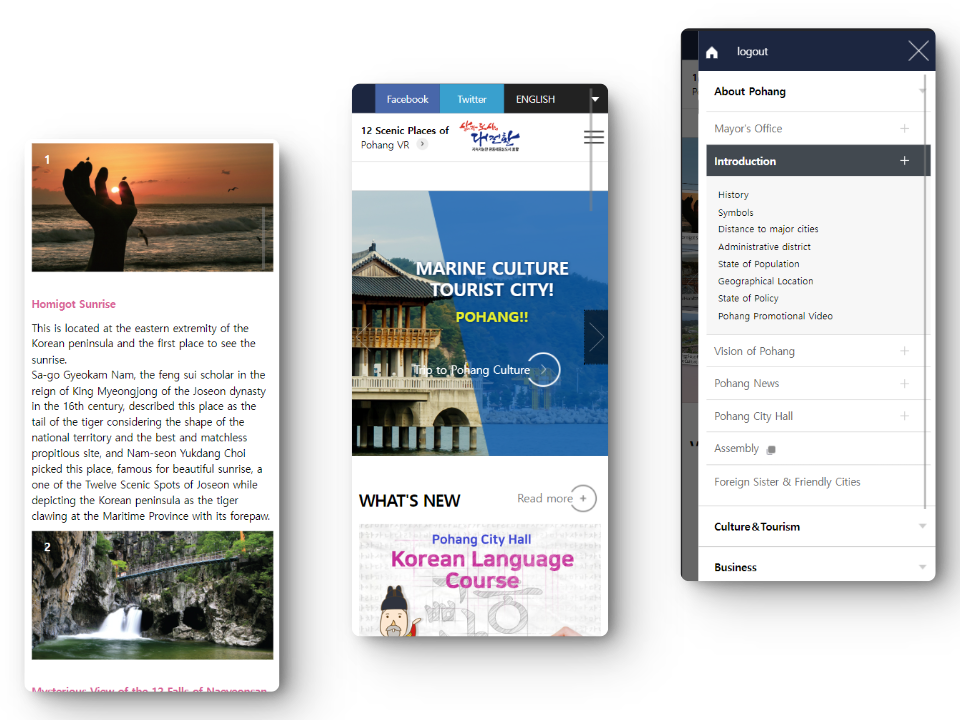 1
Homigot Sunrise
This is located at the eastern extremity of the
Korean peninsula and the first place to see the
sunrise.
Sa-go Gyeokam Nam, the feng sui scholar in the
reign of King Myeongjong of the Joseon dynasty
in the 16th century, described this place as the
tail of the tiger considering the shape of the
national territory and the best and matchless
propitious site, and Nam-seon Yukdang Choi
picked this place, famous for beautiful sunrise, a
one of the Twelve Scenic Spots of Joseon while
depicting the Korean peninsula as the tiger
clawing at the Maritime Province with its forepaw.
2
Mysterious View of the 12 Falls of Naeyeonsan
Facebook
Twitter
ENGLISH
12 Scenic Places of
Pohang VR
MARINE CULTURE
TOURIST CITY!
POHANG!!
Trip to Pohang Culture
WHAT'S NEW
Read more +
Pohang City Hall
Korean Language
Course
logout
About Pohang
Mayor's Office
Introduction
History
Symbols
Distance to major cities
Administrative district
State of Population
Geographical Location
State of Policy
Pohang Promotional Video
Vision of Pohang
Pohang News
Pohang City Hall
Assembly
Foreign Sister & Friendly Cities
Culture&Tourism
Business